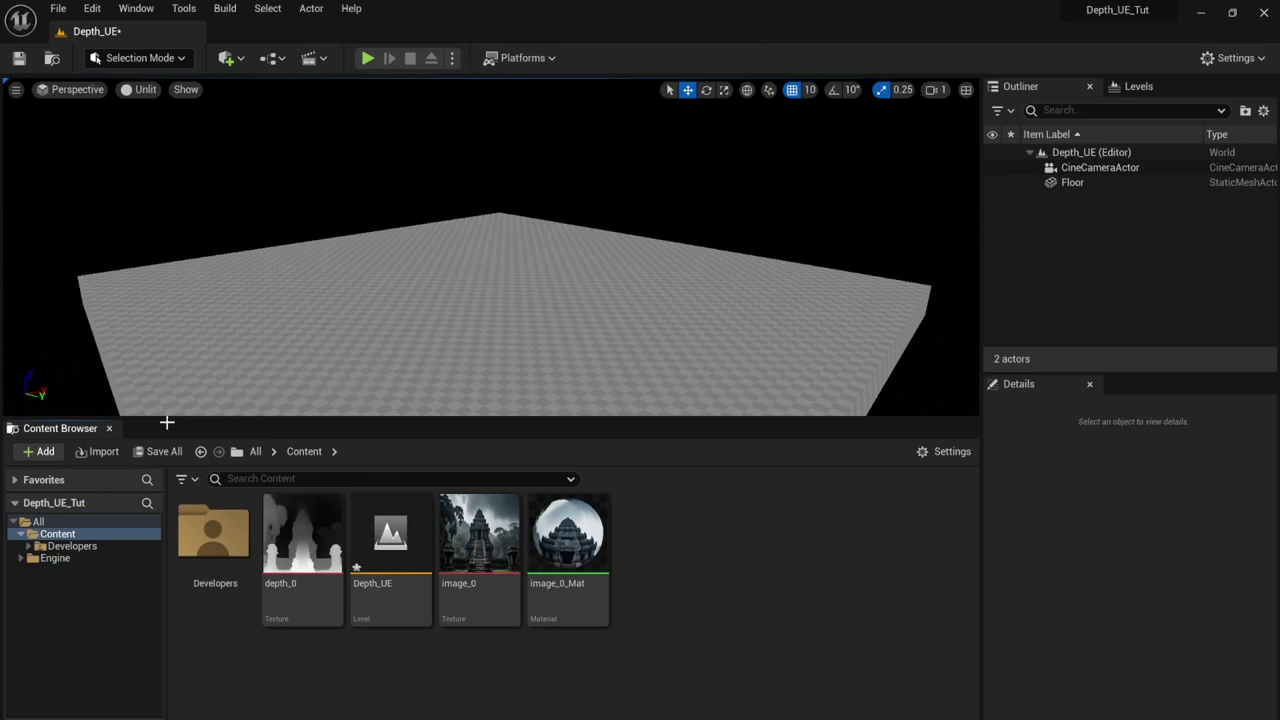 File Edit Window Tools Build Select Actor Help
Depth_UE_Tut
Depth_UE•
Selection Mode
Platforms
Settings
Perspective
Unlit
Show
10
10°
0.25
1
Outliner
Levels
Search...
Item Label
Type
Depth_UE (Editor)
World
CineCameraActor
CineCameraAct
Floor
StaticMeshActo
2 actors
Details
Select an object to view details.
Z
X
Y
Content Browser
Add
Import
Save All
All
Content
Settings
Favorites
Search Content
Depth_UE_Tut
All
Content
Developers
Engine
Developers
depth_0
Texture
Depth_UE
Level
image_0
Texture
image_0_Mat
Material